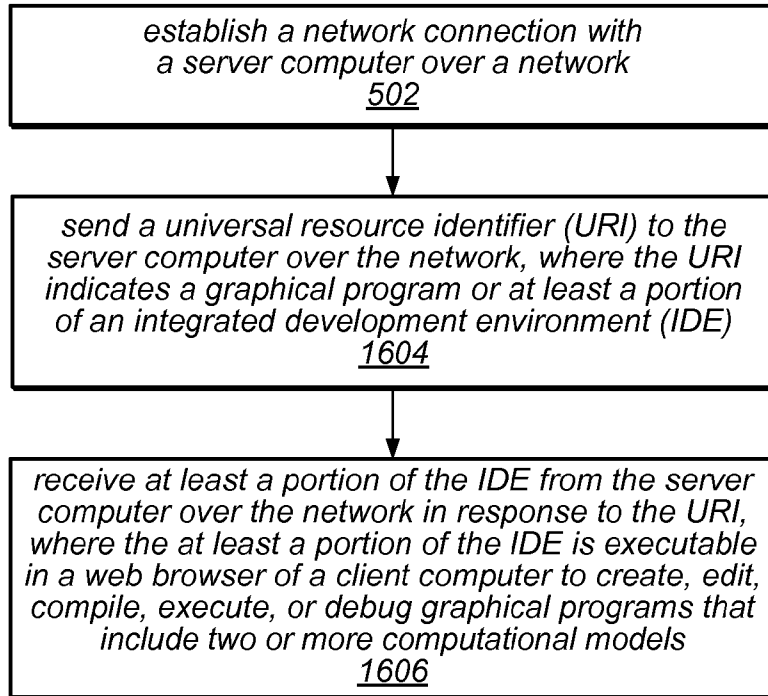 establish a network connection with
a server computer over a network
502
send a universal resource identifier (URI) to the
server computer over the network, where the URI
indicates a graphical program or at least a portion
of an integrated development environment (IDE)
1604
receive at least a portion of the IDE from the server
computer over the network in response to the URI,
where the at least a portion of the IDE is executable
in a web browser of a client computer to create, edit,
compile, execute, or debug graphical programs that
include two or more computational models
1606